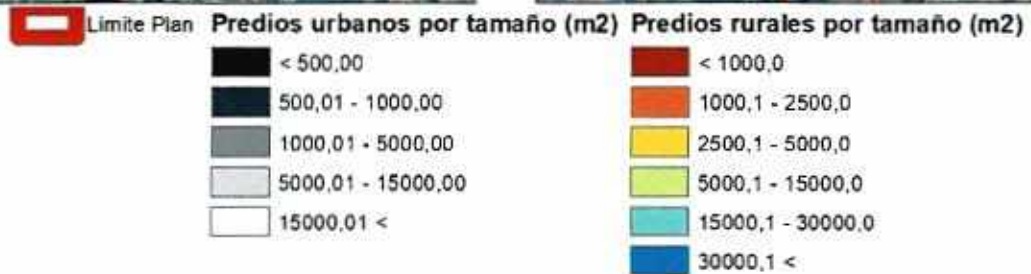 Limite Plan
Predios urbanos por tamaño (m2)
< 500,00
500,01 - 1000,00
1000,01 - 5000,00
5000,01 - 15000,00
15000,01 <
Predios rurales por tamaño (m2)
< 1000,0
1000,1 - 2500,0
2500,1 - 5000,0
5000,1 - 15000,0
15000,1 - 30000,0
30000,1 <